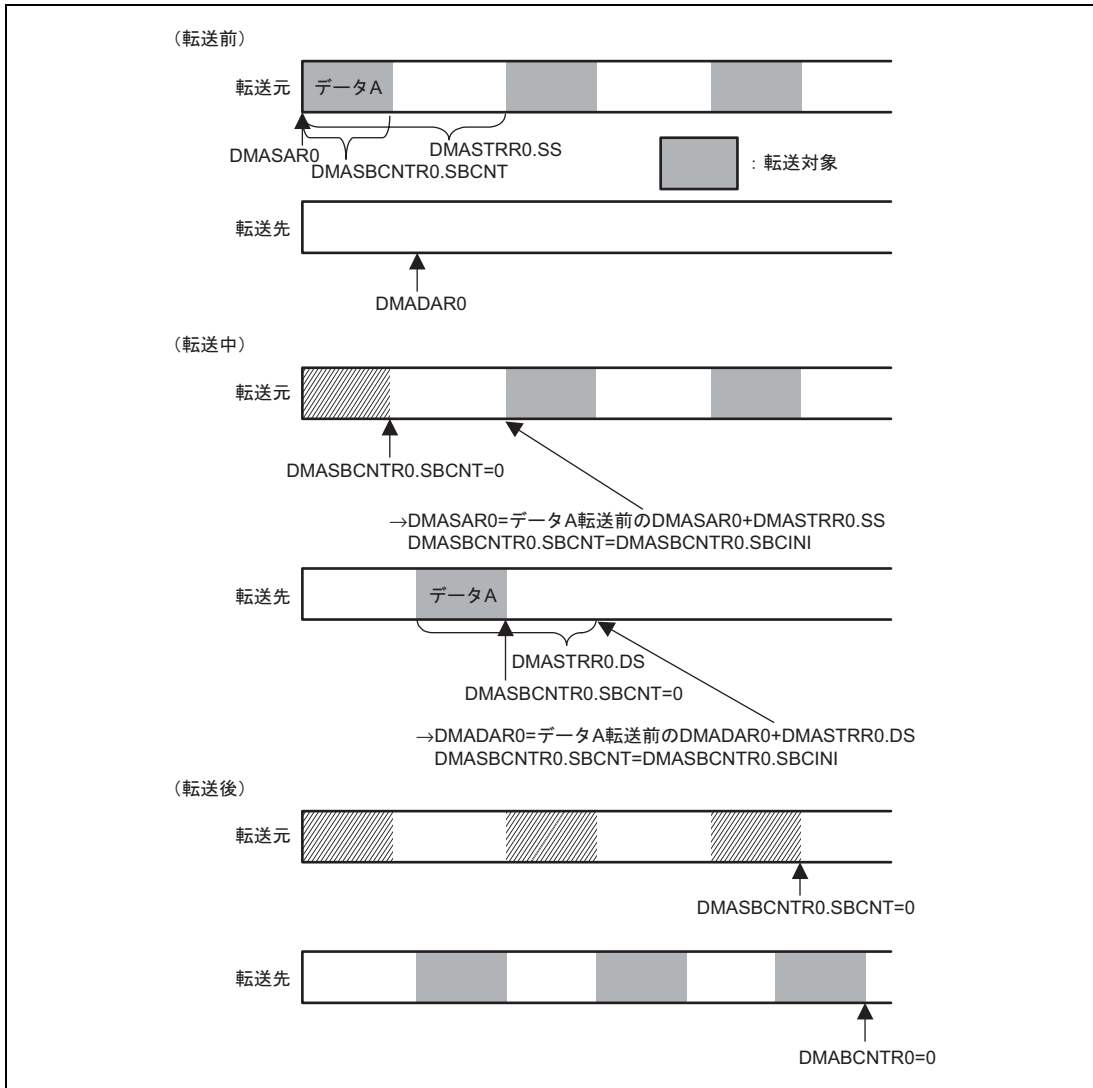 （転送前）
転送元
データA
DMASAR0
DMASTRR0.SS
DMASBCNTR0.SBCNT
：転送対象
転送先
DMADAR0
（転送中）
転送元
DMASBCNTR0.SBCNT=0
→DMASAR0=データA転送前のDMASAR0+DMASTRR0.SS
DMASBCNTR0.SBCNT=DMASBCNTR0.SBCINI
転送先
データA
DMASTRR0.DS
DMASBCNTR0.SBCNT=0
→DMADAR0=データA転送前のDMADAR0+DMASTRR0.DS
DMASBCNTR0.SBCNT=DMASBCNTR0.SBCINI
（転送後）
転送元
DMASBCNTR0.SBCNT=0
転送先
DMABCNTR0=0